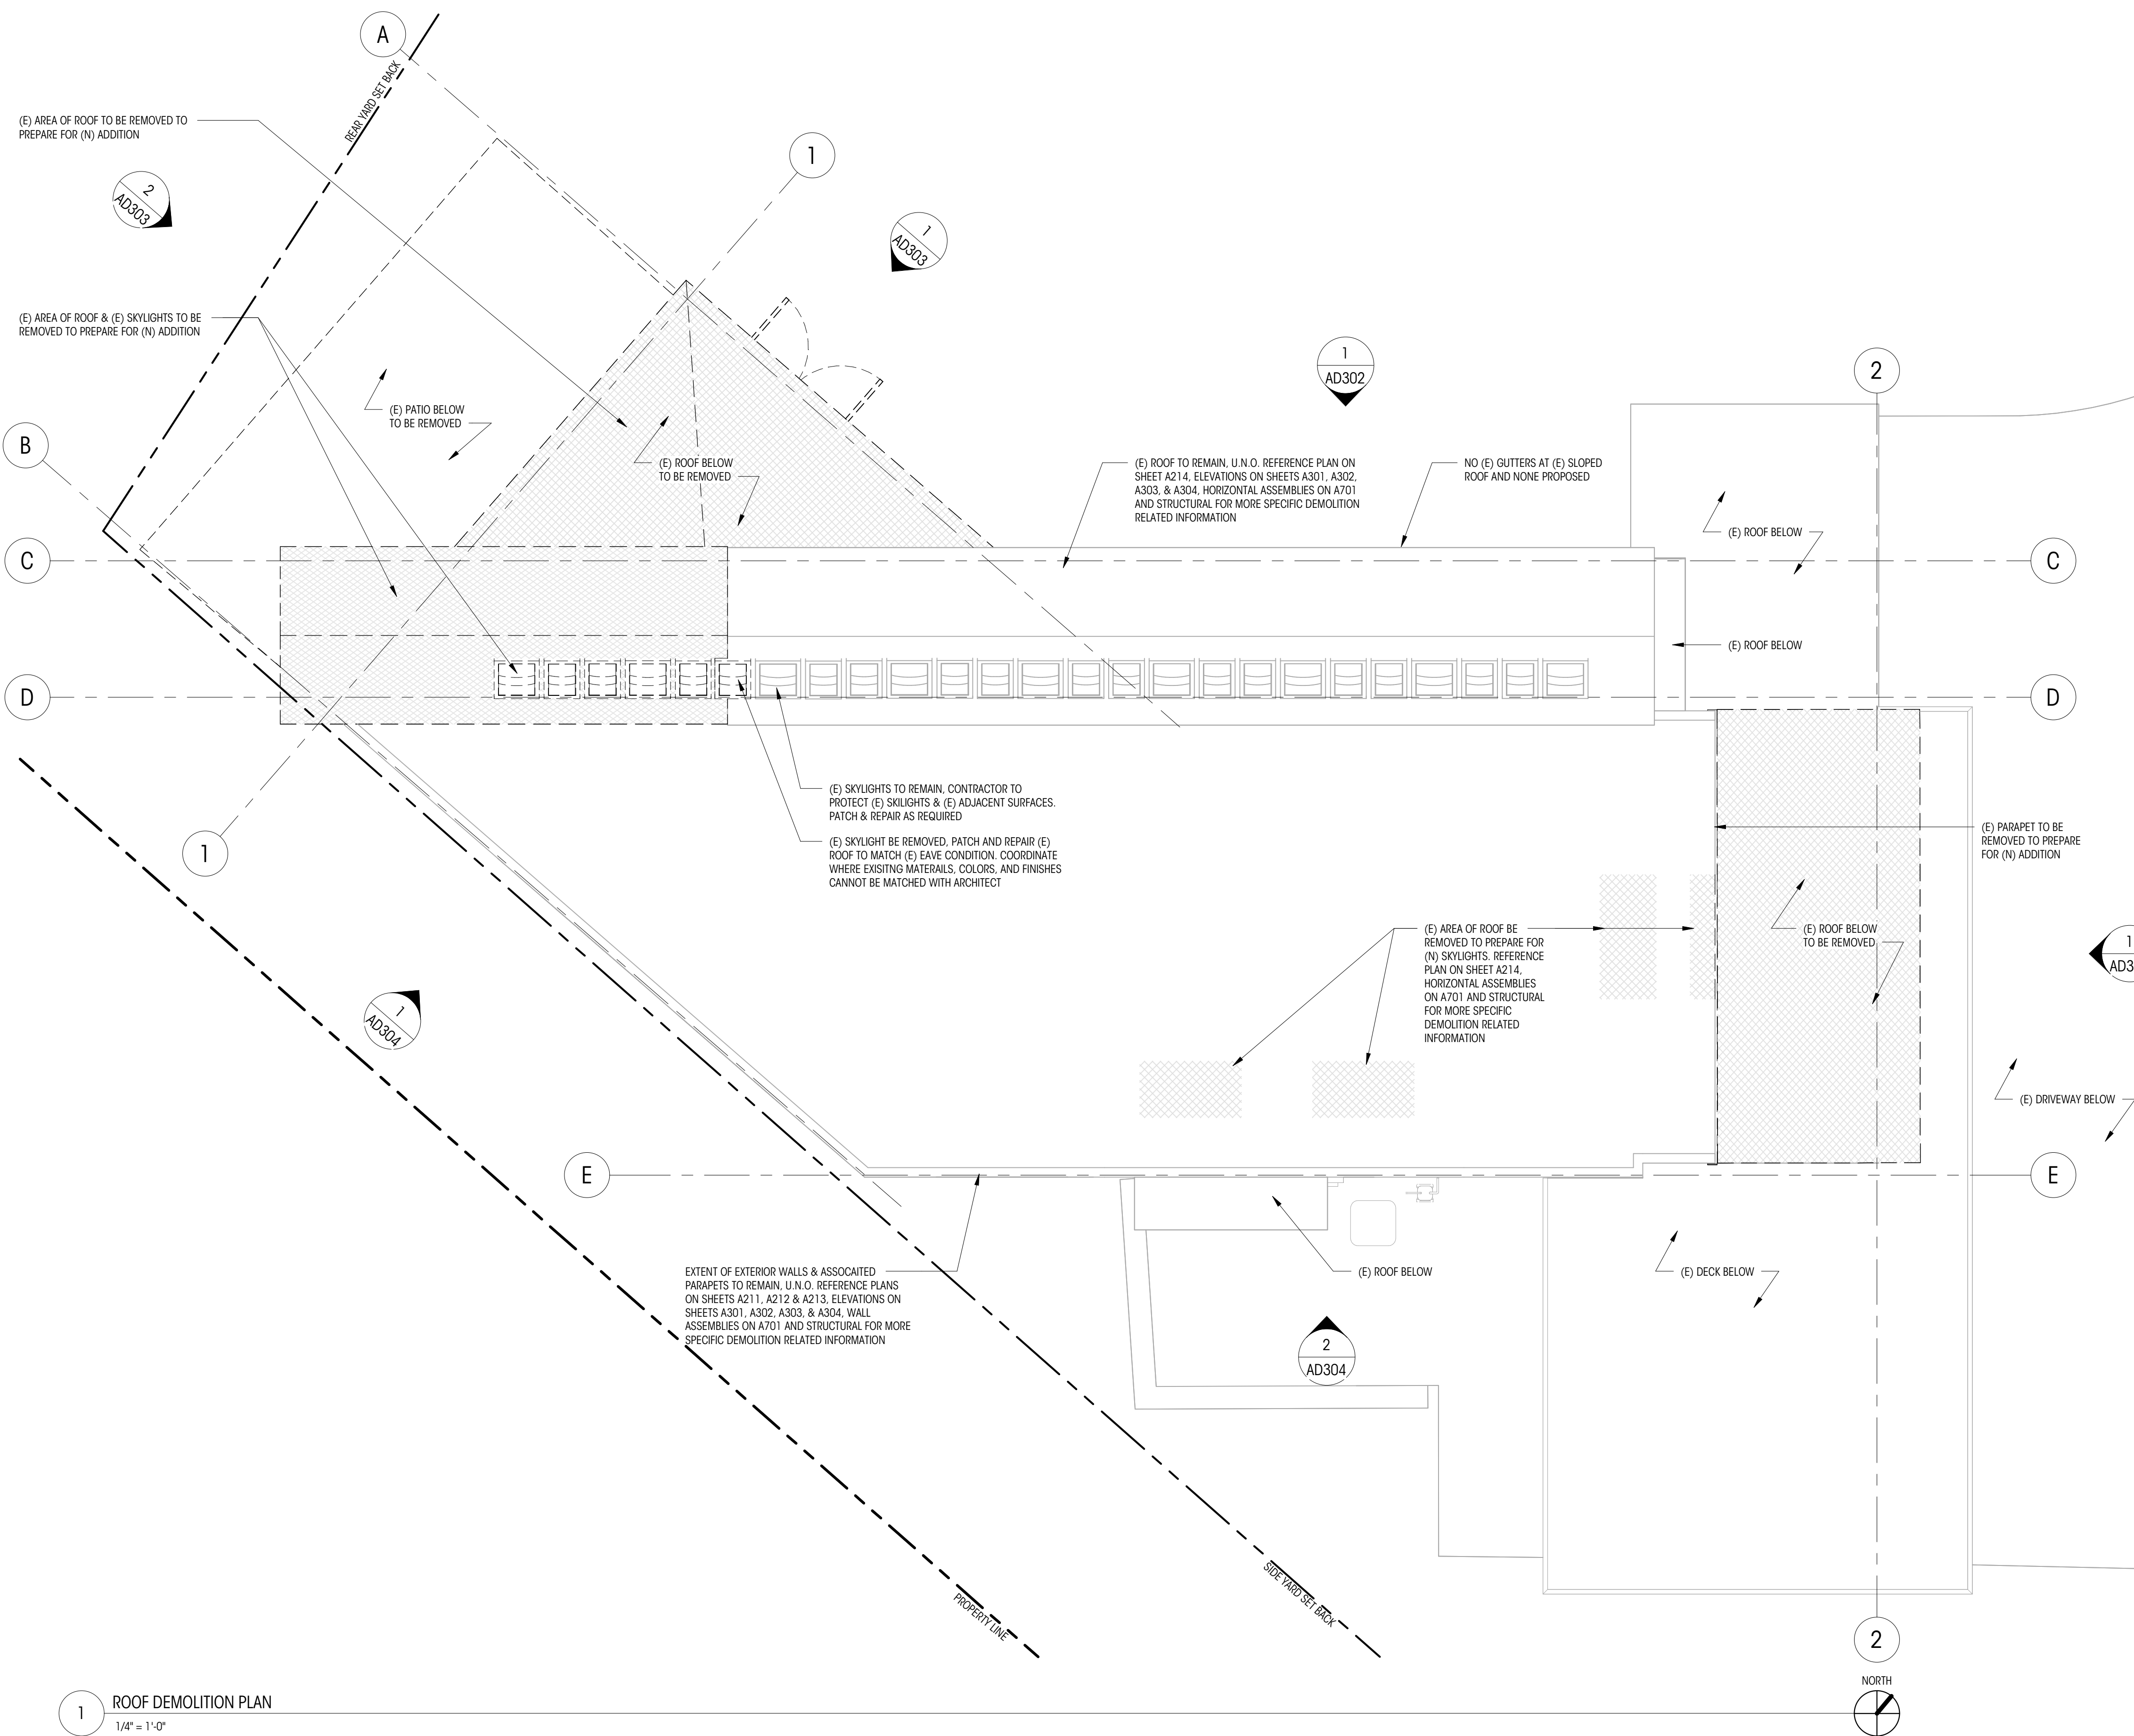 A
REAR YARD SET BACK
(E) AREA OF ROOF TO BE REMOVED TO
PREPARE FOR (N) ADDITION
1
2
AD303
1
AD303
(E) AREA OF ROOF & (E) SKYLIGHTS TO BE
REMOVED TO PREPARE FOR (N) ADDITION
1
AD302
2
(E) PATIO BELOW
TO BE REMOVED
B
(E) ROOF BELOW
TO BE REMOVED
(E) ROOF TO REMAIN, U.N.O. REFERENCE PLAN ON
SHEET A214, ELEVATIONS ON SHEETS A301, A302,
A303, & A304, HORIZONTAL ASSEMBLIES ON A701
AND STRUCTURAL FOR MORE SPECIFIC DEMOLITION
RELATED INFORMATION
NO (E) GUTTERS AT (E) SLOPED
ROOF AND NONE PROPOSED
(E) ROOF BELOW
C
C
(E) ROOF BELOW
D
D
(E) SKYLIGHTS TO REMAIN, CONTRACTOR TO
PROTECT (E) SKILIGHTS & (E) ADJACENT SURFACES.
PATCH & REPAIR AS REQUIRED
(E) SKYLIGHT BE REMOVED, PATCH AND REPAIR (E)
ROOF TO MATCH (E) EAVE CONDITION. COORDINATE
WHERE EXISITNG MATERAILS, COLORS, AND FINISHES
CANNOT BE MATCHED WITH ARCHITECT
(E) PARAPET TO BE
REMOVED TO PREPARE
FOR (N) ADDITION
1
(E) AREA OF ROOF BE
REMOVED TO PREPARE FOR
(N) SKYLIGHTS. REFERENCE
PLAN ON SHEET A214,
HORIZONTAL ASSEMBLIES
ON A701 AND STRUCTURAL
FOR MORE SPECIFIC
DEMOLITION RELATED
INFORMATION
(E) ROOF BELOW
TO BE REMOVED
1
AD3
1
AD304
(E) DRIVEWAY BELOW
E
E
EXTENT OF EXTERIOR WALLS & ASSOCAITED
PARAPETS TO REMAIN, U.N.O. REFERENCE PLANS
ON SHEETS A211, A212 & A213, ELEVATIONS ON
SHEETS A301, A302, A303, & A304, WALL
ASSEMBLIES ON A701 AND STRUCTURAL FOR MORE
SPECIFIC DEMOLITION RELATED INFORMATION
(E) ROOF BELOW
(E) DECK BELOW
2
AD304
PROPERTY LINE
SIDE YARD SET BACK
2
NORTH
1
ROOF DEMOLITION PLAN
1/4" = 1'-0"